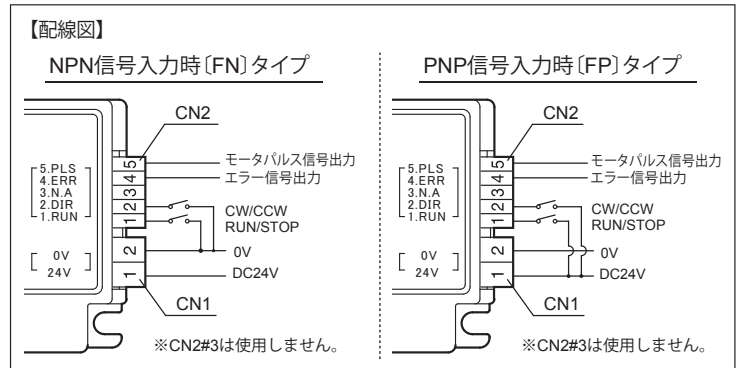 【配線図】
NPN信号入力時〔FN〕タイプ
CN2
5.PLS
4.ERR
3.N.A
2.DIR
1.RUN
5
4
3
2
1
モータパルス信号出力
エラー信号出力
CW/CCW
RUN/STOP
0V
24V
2
1
0V
DC24V
CN1
※CN2#3は使用しません。
PNP信号入力時〔FP〕タイプ
CN2
5.PLS
4.ERR
3.N.A
2.DIR
1.RUN
5
4
3
2
1
モータパルス信号出力
エラー信号出力
CW/CCW
RUN/STOP
0V
24V
2
1
0V
DC24V
CN1
※CN2#3は使用しません。